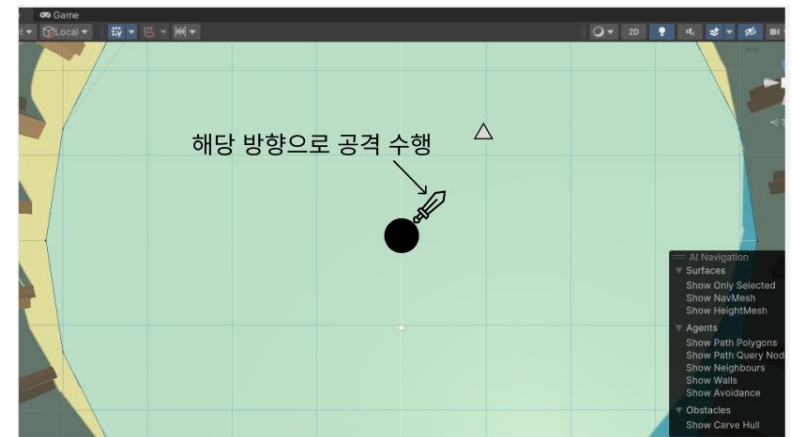 Game
Local
2D
해당 방향으로 공격 수행
AI Navigation
Surfaces
Show Only Selected
Show NavMesh
Show HeightMesh
Agents
Show Path Polygons
Show Path Query Nod
Show Neighbours
Show Walls
Show Avoidance
Obstacles
Show Carve Hull